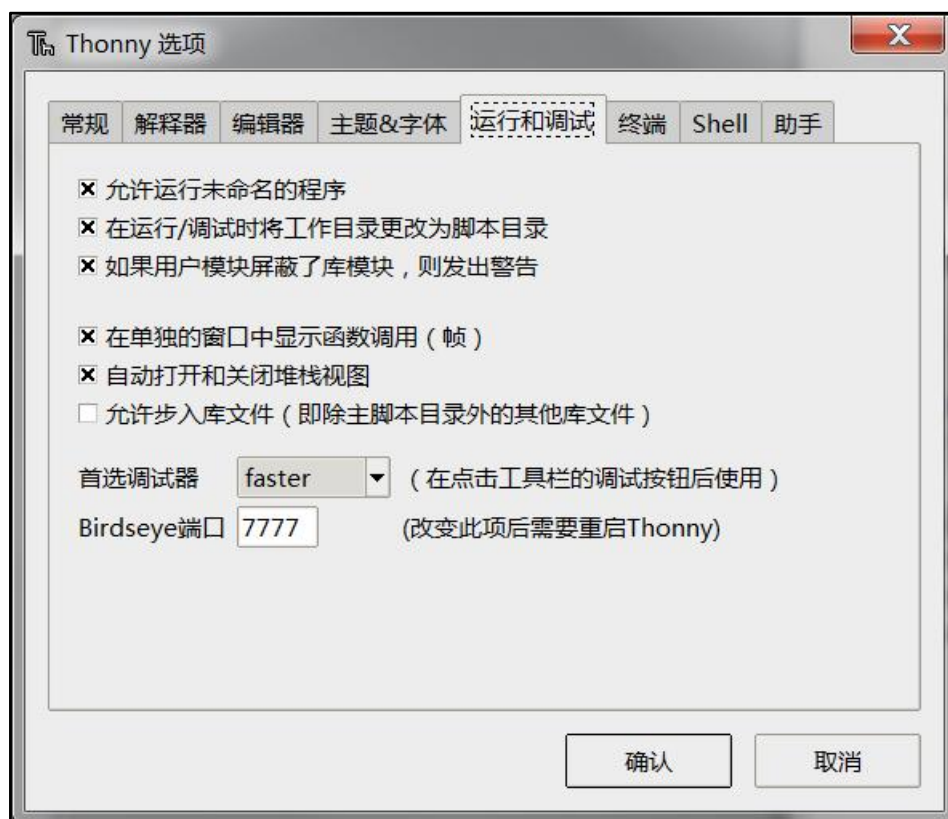 Thonny 选项
常规 解释器 编辑器 主题&字体 运行和调试 终端 Shell 助手
允许运行未命名的程序
在运行/调试时将工作目录更改为脚本目录
如果用户模块屏蔽了库模块，则发出警告
在单独的窗口中显示函数调用（帧）
自动打开和关闭堆栈视图
允许步入库文件（即除主脚本目录外的其他库文件）
首选调试器 faster （在点击工具栏的调试按钮后使用）
Birdseye端口 7777 (改变此项后需要重启Thonny)
确认 取消